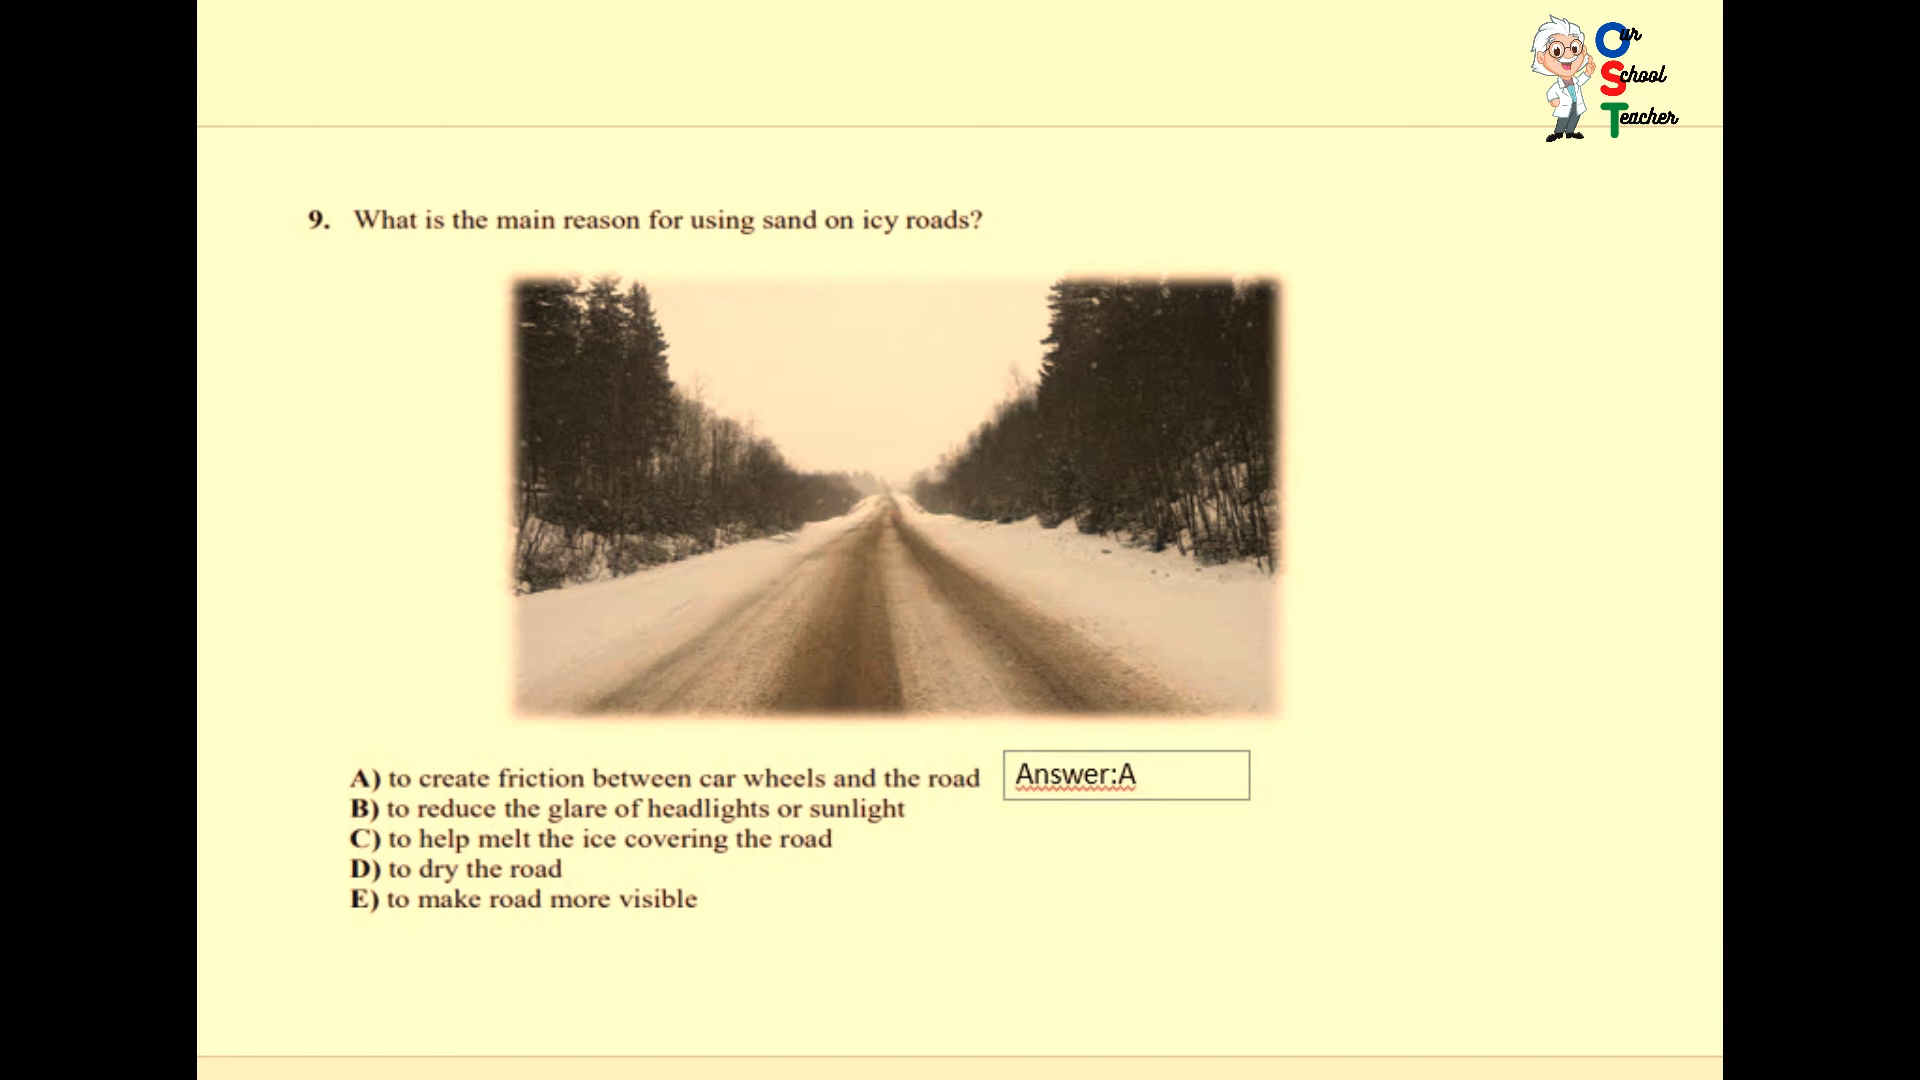 Our
School
Teacher
9. What is the main reason for using sand on icy roads?
A) to create friction between car wheels and the road
Answer:A
B) to reduce the glare of headlights or sunlight
C) to help melt the ice covering the road
D) to dry the road
E) to make road more visible